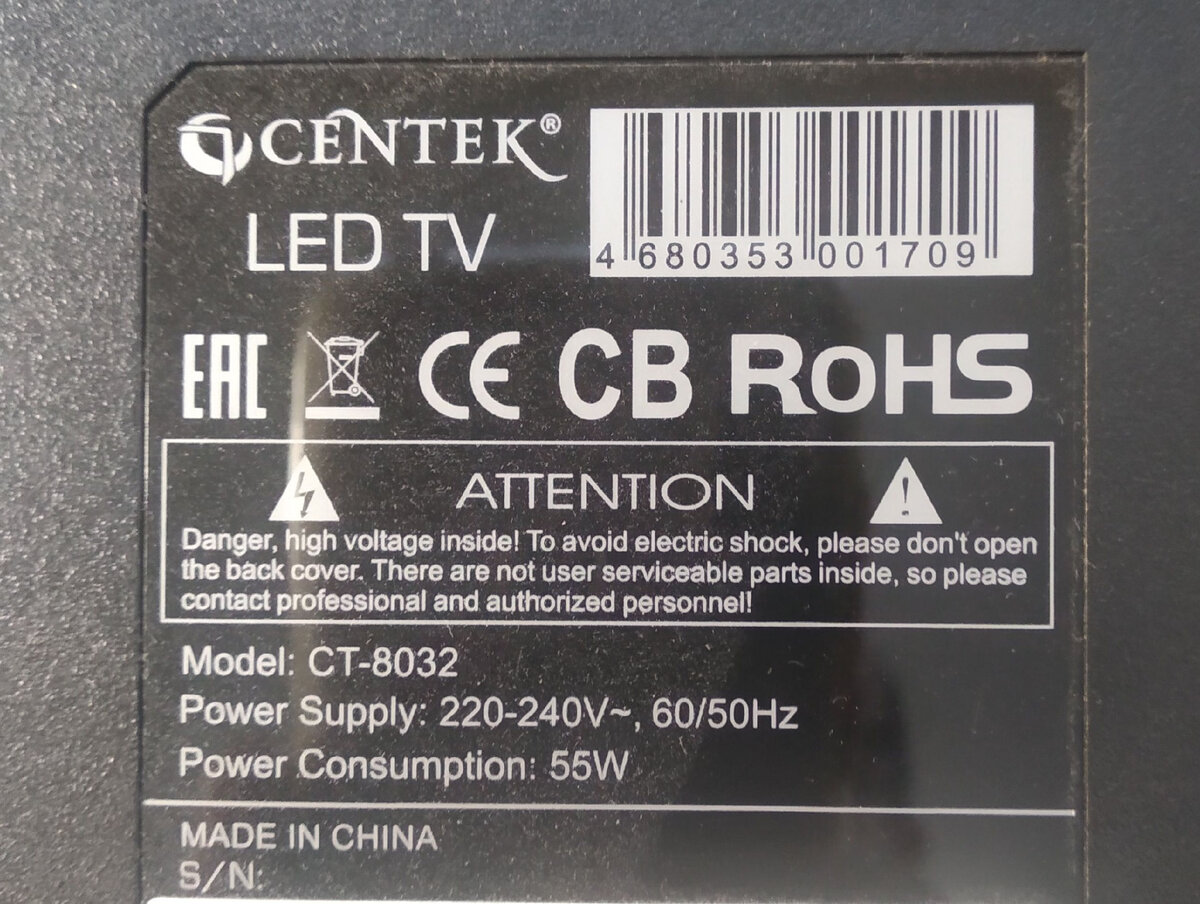 CENTEK®
LED TV
4 680353 001709
EAC CE CB RoHS
ATTENTION
Danger, high voltage inside! To avoid electric shock, please don't open
the back cover. There are not user serviceable parts inside, so please
contact professional and authorized personnel!
Model: CT-8032
Power Supply: 220-240V~, 60/50Hz
Power Consumption: 55W
MADE IN CHINA
S/N: